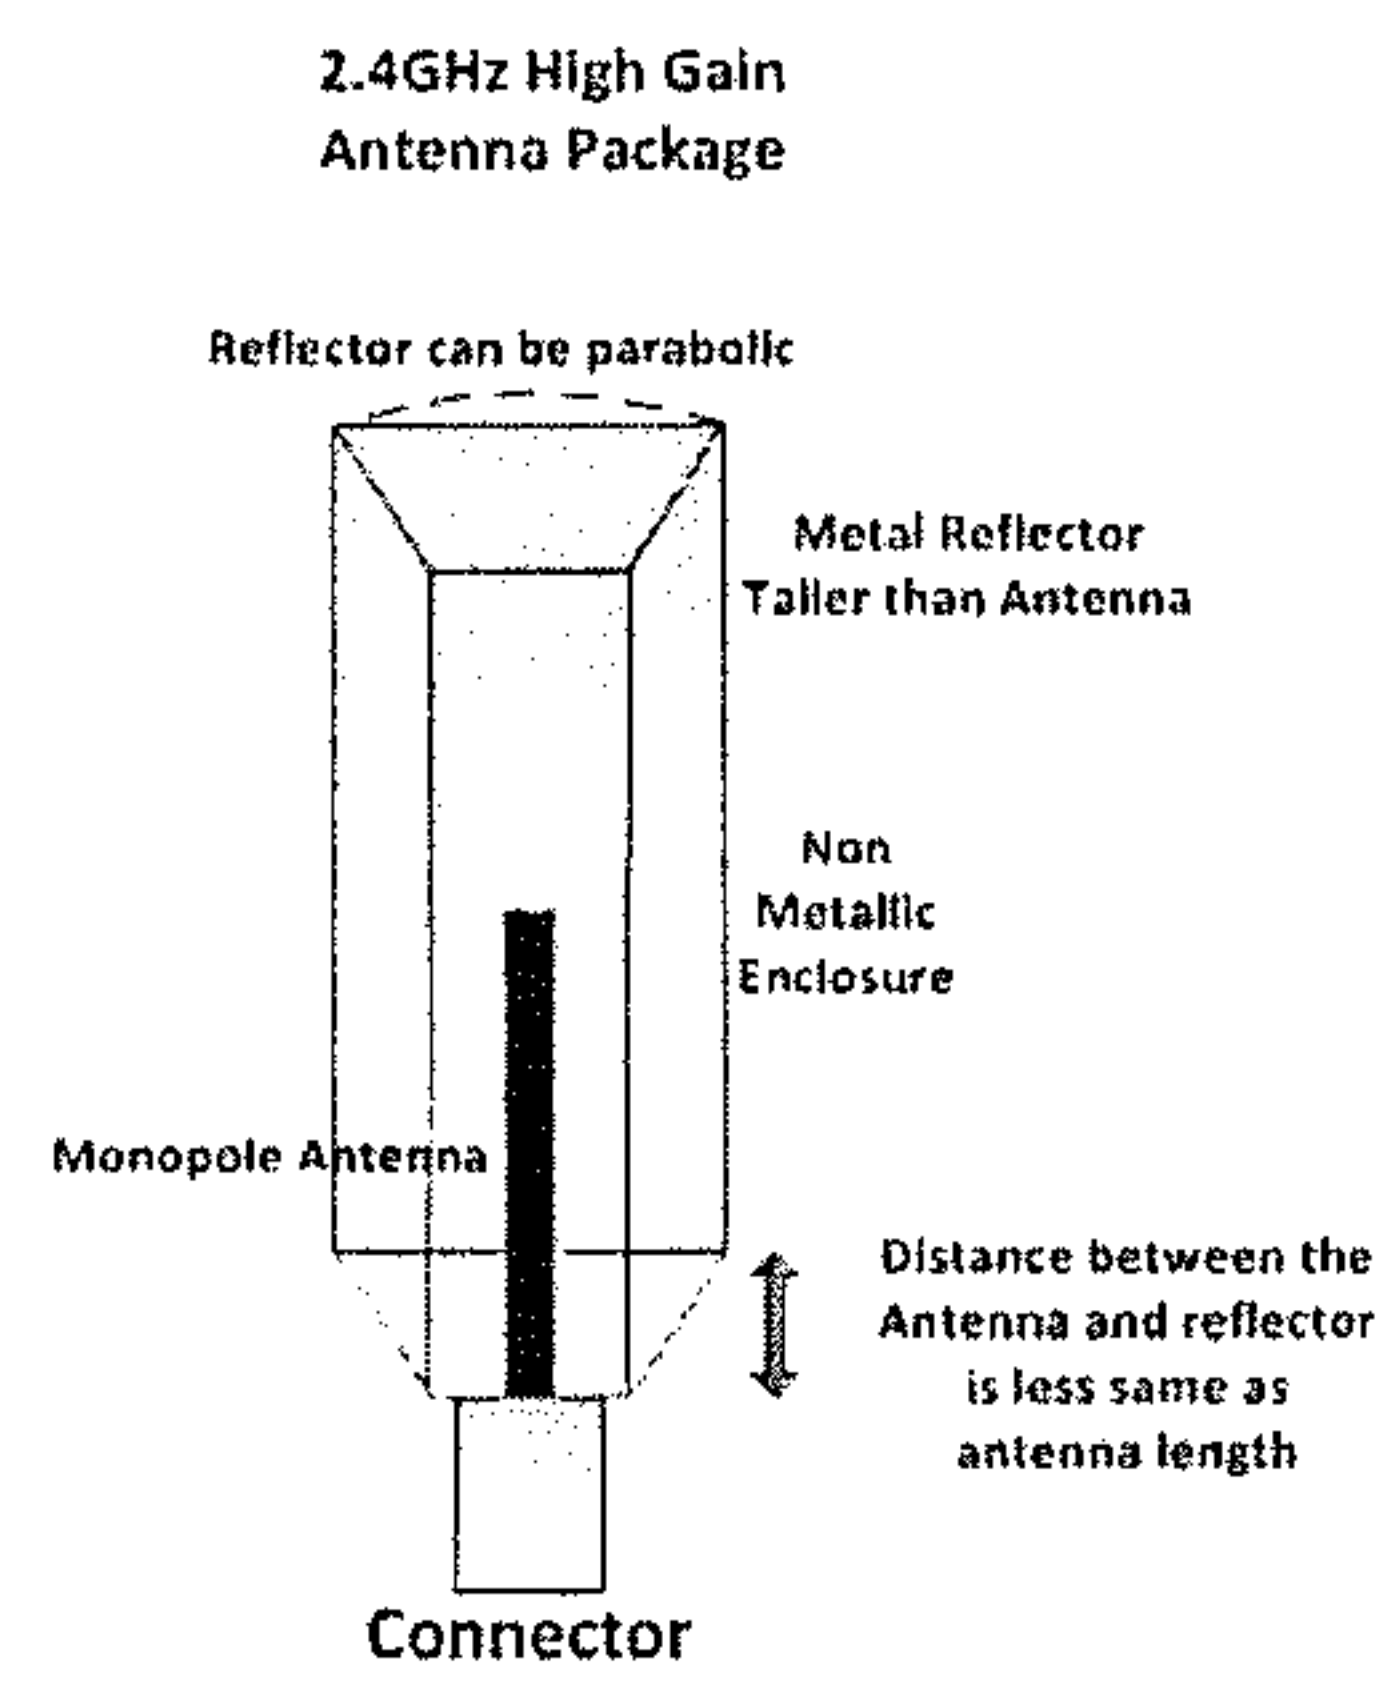 2.4GHz High Gain
Antenna Package
Reflector can be parabolic
Metal Reflector
Taller than Antenna
Non
Metallic
Enclosure
Monopole Antenna
Distance between the
Antenna and reflector
is less same as
antenna length
Connector